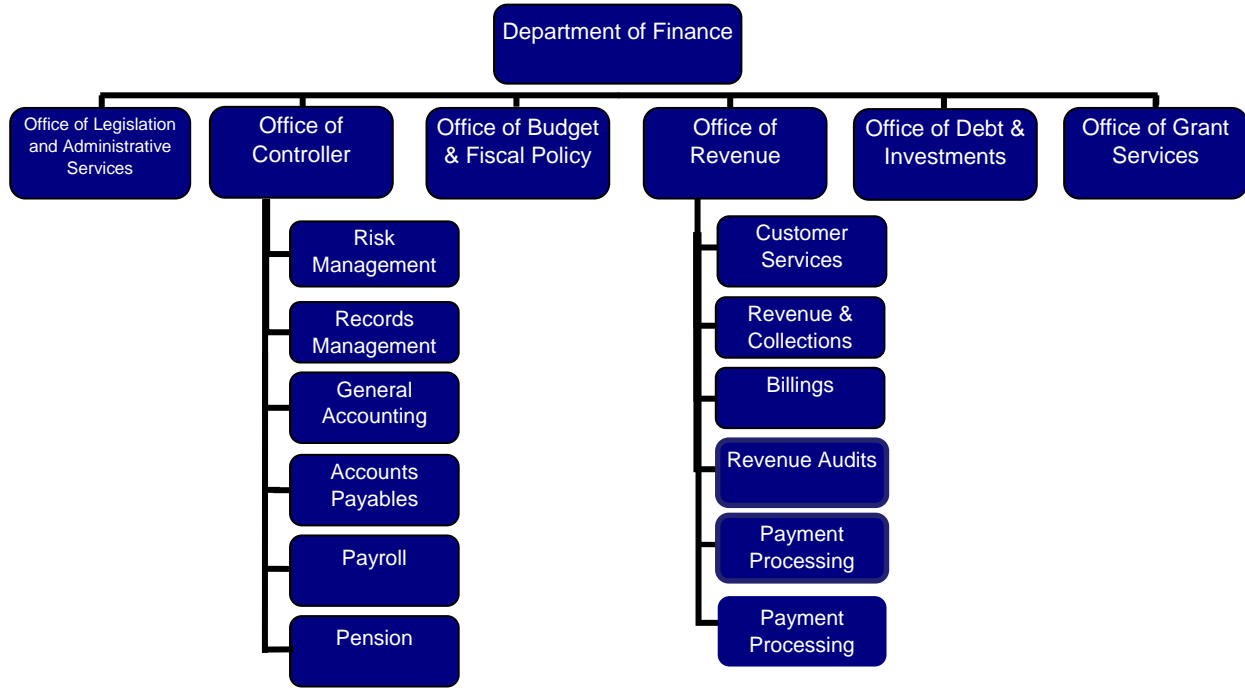 Department of Finance
Office of Legislation
and Administrative
Services
Office of
Controller
Office of Budget
& Fiscal Policy
Office of
Revenue
Office of Debt &
Investments
Office of Grant
Services
Risk
Management
Records
Management
General
Accounting
Accounts
Payables
Payroll
Pension
Customer
Services
Revenue &
Collections
Billings
Revenue Audits
Payment
Processing
Payment
Processing